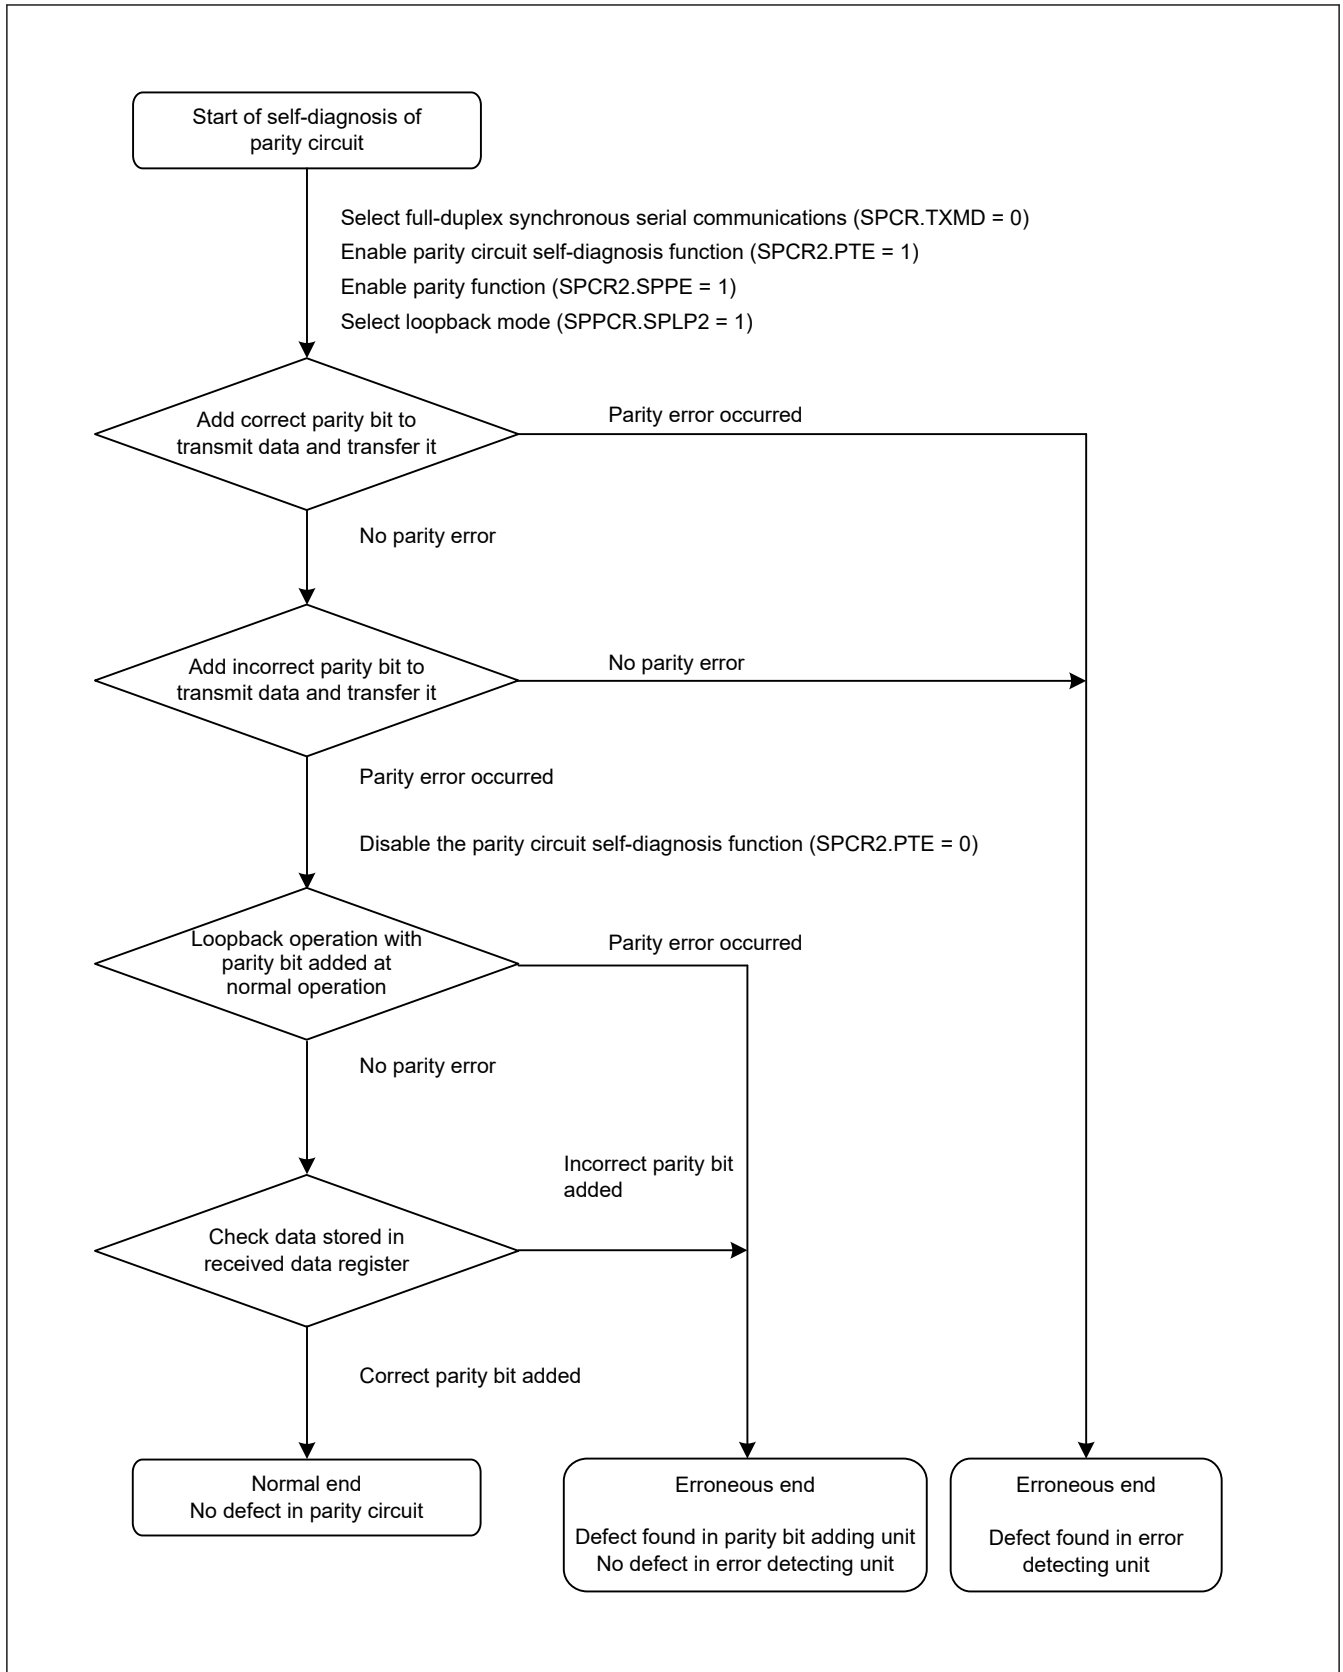 Start of self-diagnosis of
parity circuit
Select full-duplex synchronous serial communications (SPCR.TXMD = 0)
Enable parity circuit self-diagnosis function (SPCR2.PTE = 1)
Enable parity function (SPCR2.SPPE = 1)
Select loopback mode (SPPCR.SPLP2 = 1)
Add correct parity bit to
transmit data and transfer it
Parity error occurred
No parity error
Add incorrect parity bit to
transmit data and transfer it
No parity error
Parity error occurred
Disable the parity circuit self-diagnosis function (SPCR2.PTE = 0)
Loopback operation with
parity bit added at
normal operation
Parity error occurred
No parity error
Incorrect parity bit
added
Check data stored in
received data register
Correct parity bit added
Normal end
No defect in parity circuit
Erroneous end
Defect found in parity bit adding unit
No defect in error detecting unit
Erroneous end
Defect found in error
detecting unit